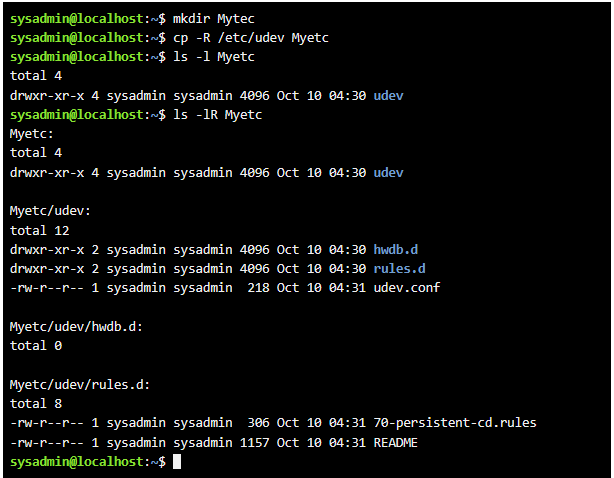 sysadmin@localhost:~$ mkdir Mytec
sysadmin@localhost:~$ cp -R /etc/udev Myetc
sysadmin@localhost:~$ ls -l Myetc
total 4
drwxr-xr-x 4 sysadmin sysadmin 4096 Oct 10 04:30 udev
sysadmin@localhost:~$ ls -lR Myetc
Myetc:
total 4
drwxr-xr-x 4 sysadmin sysadmin 4096 Oct 10 04:30 udev
Myetc/udev:
total 12
drwxr-xr-x 2 sysadmin sysadmin 4096 Oct 10 04:30 hwdb.d
drwxr-xr-x 2 sysadmin sysadmin 4096 Oct 10 04:30 rules.d
-rw-r--r-- 1 sysadmin sysadmin  218 Oct 10 04:31 udev.conf
Myetc/udev/hwdb.d:
total 0
Myetc/udev/rules.d:
total 8
-rw-r--r-- 1 sysadmin sysadmin  306 Oct 10 04:31 70-persistent-cd.rules
-rw-r--r-- 1 sysadmin sysadmin 1157 Oct 10 04:31 README
sysadmin@localhost:~$